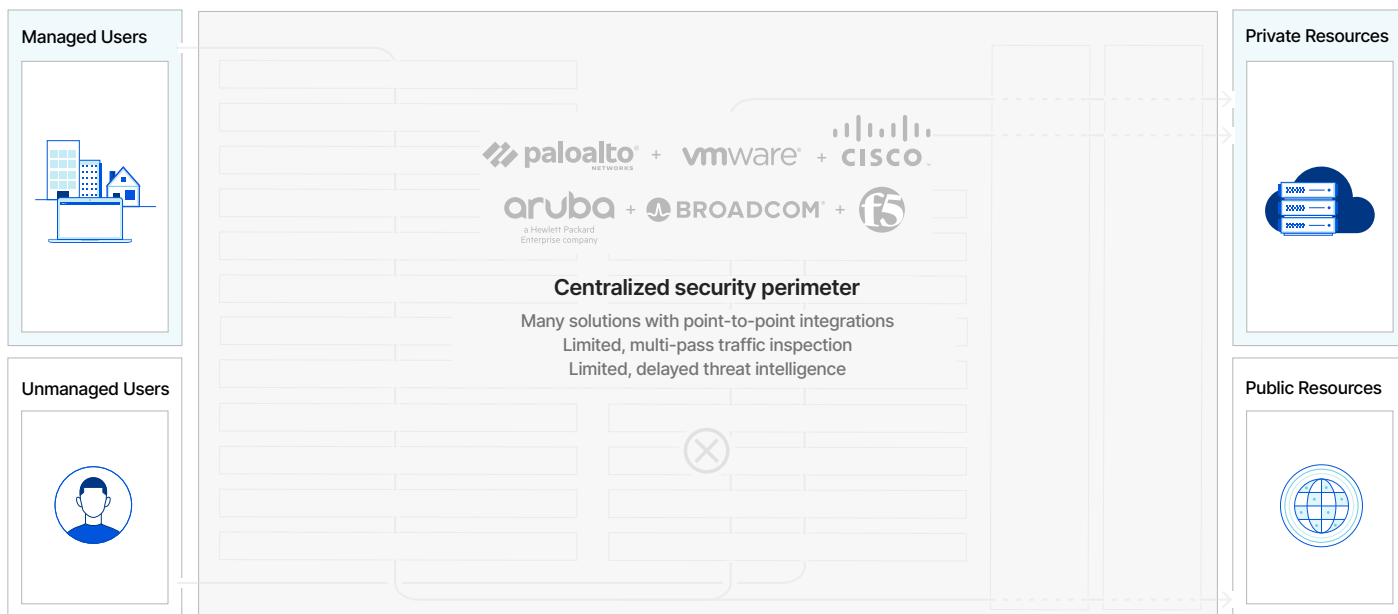 Managed Users
Private Resources
paloalto®
NETWORKS
+
vmware®
+
CISCO™
aruba
a Hewlett Packard
Enterprise company
+
BROADCOM®
+
f5
Centralized security perimeter
Many solutions with point-to-point integrations
Limited, multi-pass traffic inspection
Limited, delayed threat intelligence
Unmanaged Users
Public Resources